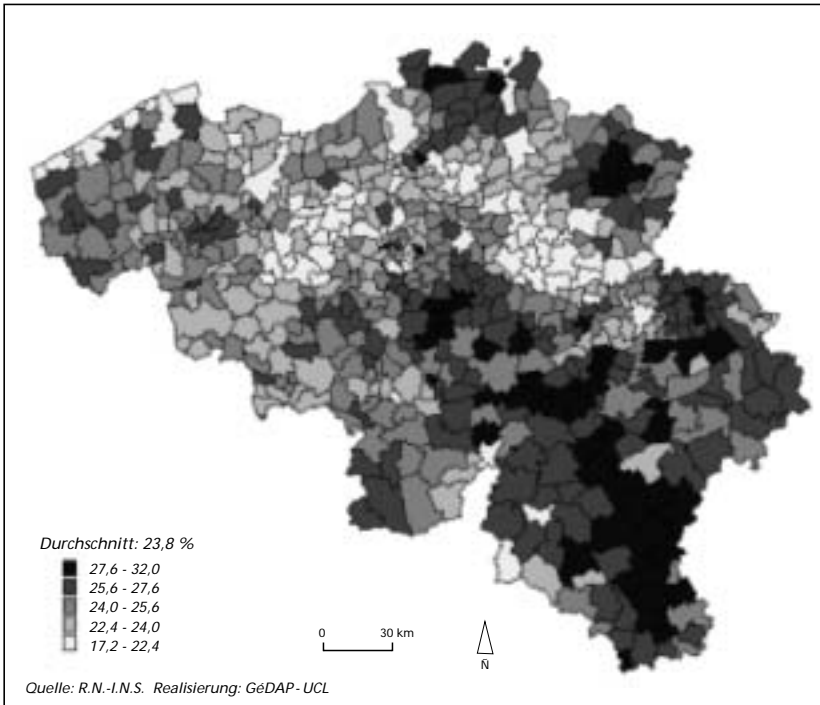 Durchschnitt: 23,8 %
27,6 - 32,0
25,6 - 27,6
24,0 - 25,6
22,4 - 24,0
17,2 - 22,4
0 30 km
Ñ
Quelle: R.N.-I.N.S. Realisierung: GéDAP-UCL